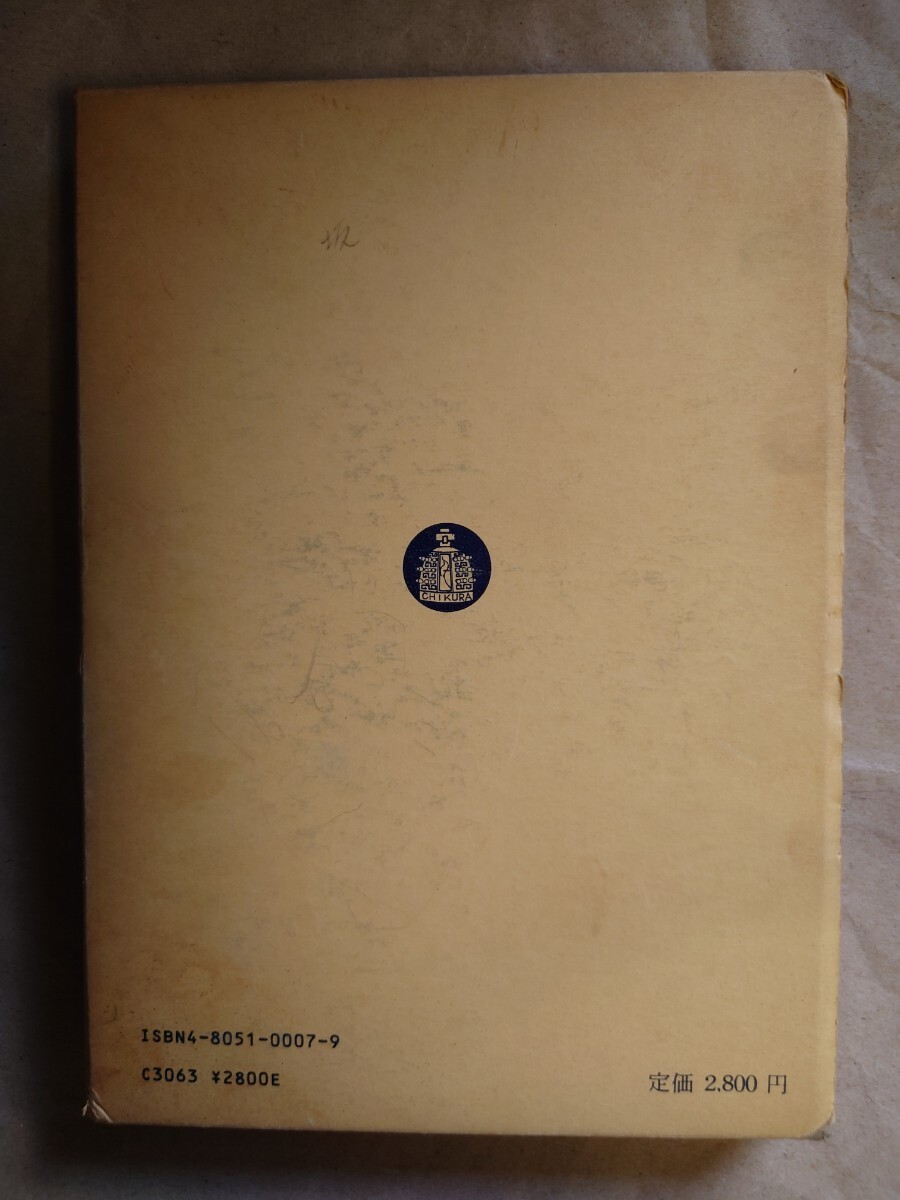 CHIKURA
ISBN4-8051-0007-9
C3063 ¥2800E
定価 2,800 円